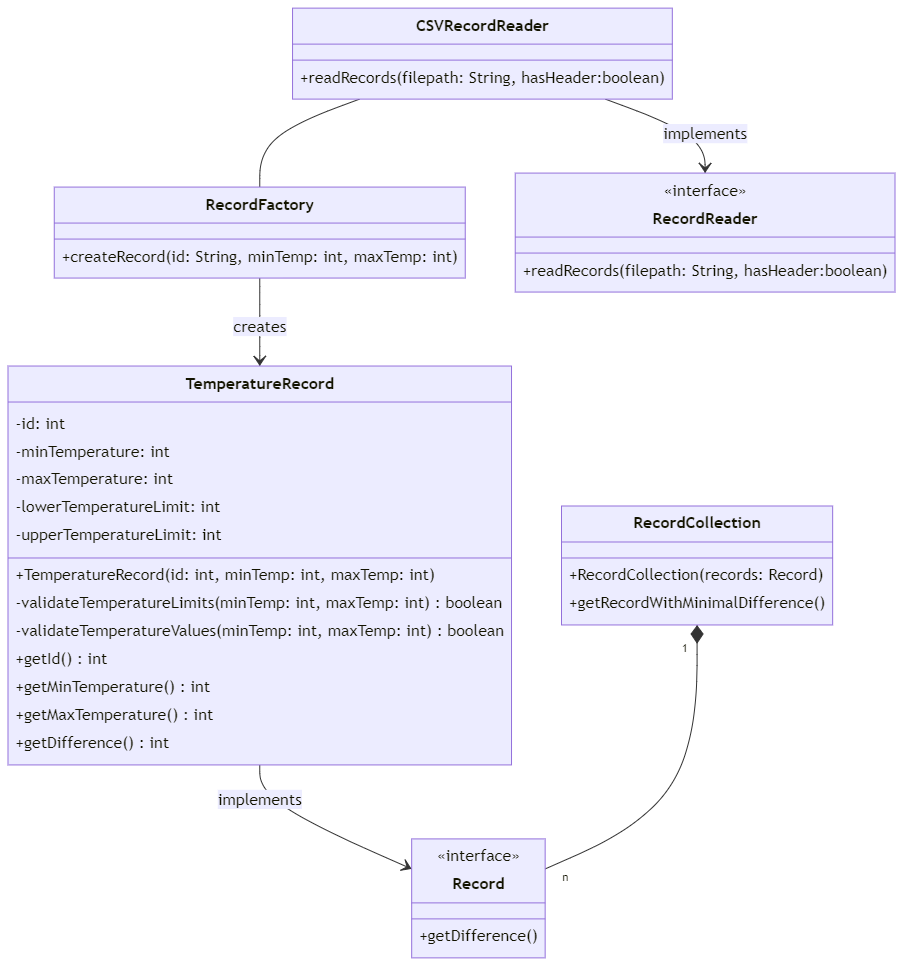 CSVRecordReader
+readRecords(filepath: String, hasHeader:boolean)
implements
«interface»
RecordReader
+readRecords(filepath: String, hasHeader:boolean)
RecordFactory
+createRecord(id: String, minTemp: int, maxTemp: int)
creates
TemperatureRecord
-id: int
-minTemperature: int
-maxTemperature: int
-lowerTemperatureLimit: int
-upperTemperatureLimit: int
+TemperatureRecord(id: int, minTemp: int, maxTemp: int)
-validateTemperatureLimits(minTemp: int, maxTemp: int) : boolean
-validateTemperatureValues(minTemp: int, maxTemp: int) : boolean
+getId() : int
+getMinTemperature() : int
+getMaxTemperature() : int
+getDifference() : int
RecordCollection
+RecordCollection(records: Record)
+getRecordWithMinimalDifference()
1
implements
n
«interface»
Record
+getDifference()